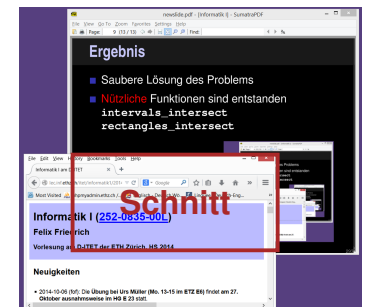 newslide.pdf - [Informatik I] - SumatraPDF
File View Go To Zoom Favorites Settings Help
Page: 9 (13 / 13) Find:
Ergebnis
Saubere Lösung des Problems
Nützliche Funktionen sind entstanden
intervals_intersect
rectangles_intersect
File Edit View History Bookmarks Tools Help
Informatik I am D-ITET
Most Visited
Schnitt
Informatik I (252-0835-00L)
Felix Friedrich
Vorlesung am D-ITET der ETH Zürich, HS 2014
Neuigkeiten
2014-10-06 (fof): Die Übung bei Urs Müller (Mo, 13-15 im ETZ E6) findet am 27.
Oktober ausnahmsweise im HG E 23 statt.